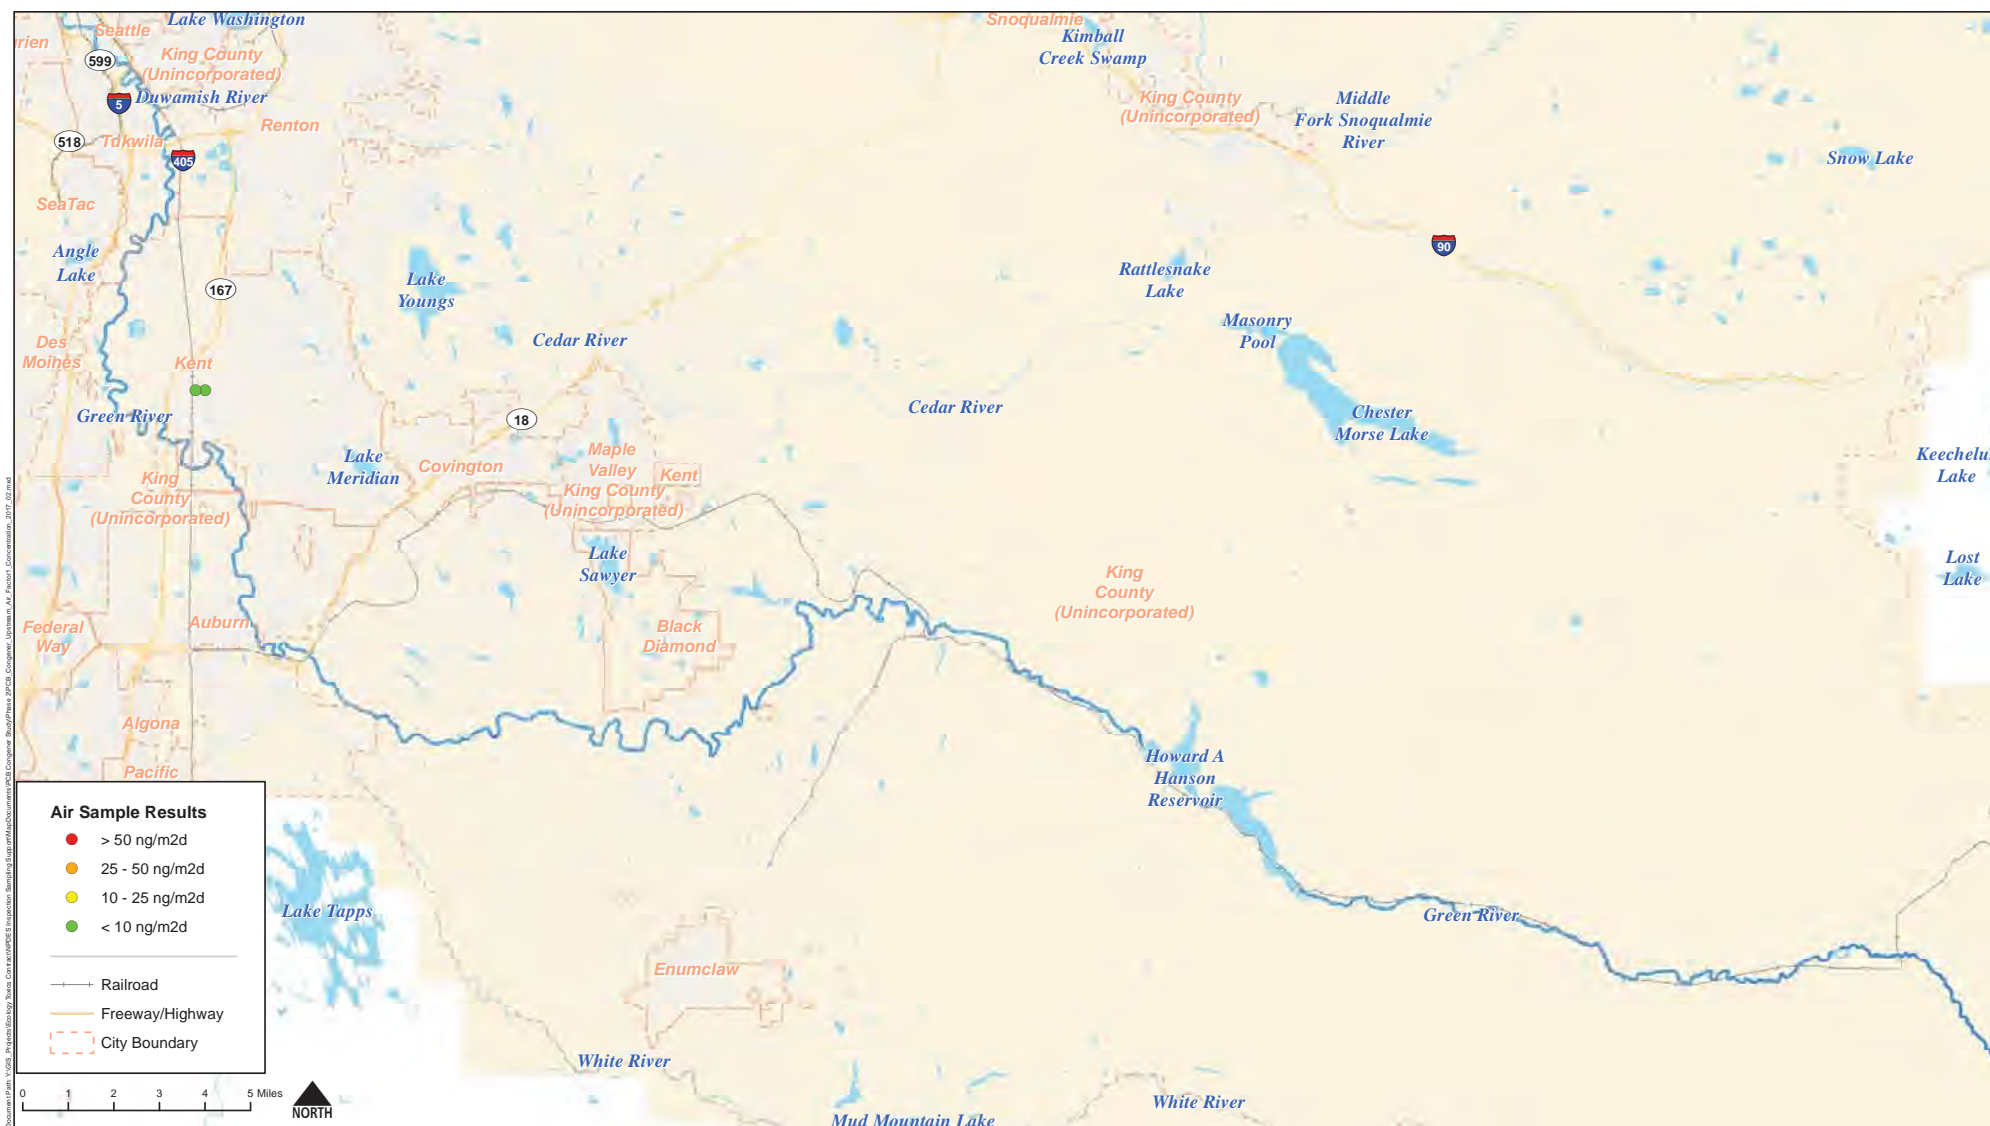 Lake Washington
Seattle
rien
599
King County
(Unincorporated)
5
Duwamish River
Renton
518
Tukwila
405
SeaTac
Angle
Lake
167
Lake
Youngs
Des
Moines
Kent
Green River
Cedar River
Cedar River
18
Lake
Meridian
Covington
Maple
Valley
Kent
King County
(Unincorporated)
King
County
(Unincorporated)
Lake
Sawyer
Federal
Way
Auburn
Black
Diamond
Algona
Pacific
Snoqualmie
Kimball
Creek Swamp
King County
(Unincorporated)
Middle
Fork Snoqualmie
River
Snow Lake
90
Rattlesnake
Lake
Masonry
Pool
Chester
Morse Lake
Keechelu
Lake
Lost
Lake
King
County
(Unincorporated)
Howard A
Hanson
Reservoir
Green River
Lake Tapps
Enumclaw
White River
White River
Mud Mountain Lake
Air Sample Results
> 50 ng/m2d
25 - 50 ng/m2d
10 - 25 ng/m2d
< 10 ng/m2d
Railroad
Freeway/Highway
City Boundary
0 1 2 3 4 5 Miles
NORTH